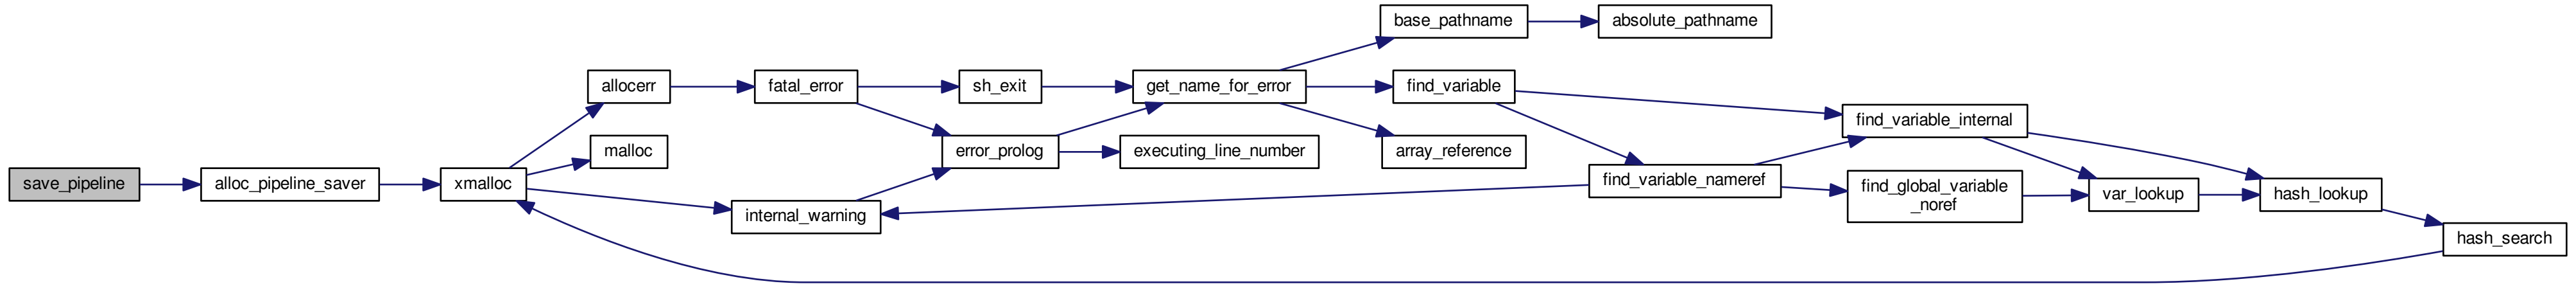 base_pathname
absolute_pathname
allocerr
fatal_error
sh_exit
get_name_for_error
find_variable
find_variable_internal
malloc
error_prolog
executing_line_number
array_reference
save_pipeline
alloc_pipeline_saver
xmalloc
find_variable_nameref
find_global_variable
_noref
var_lookup
hash_lookup
internal_warning
hash_search